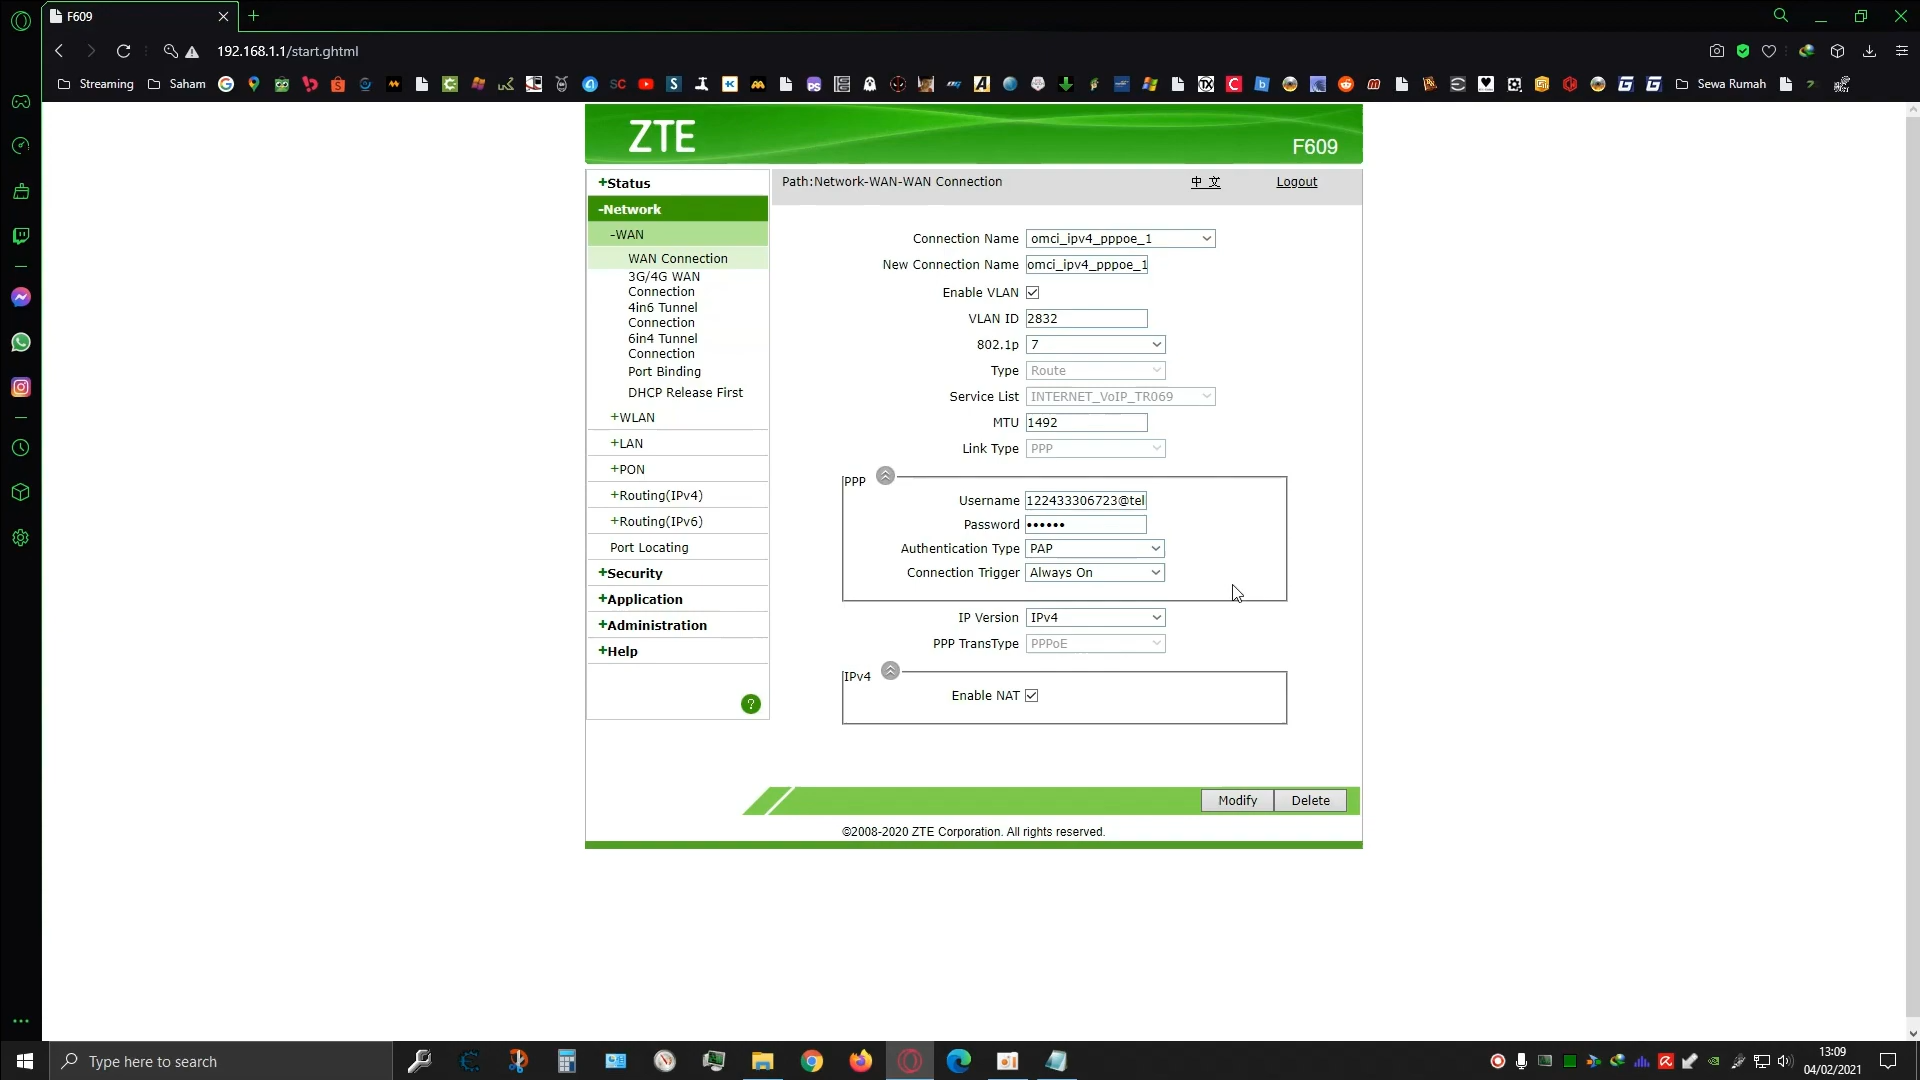 F609
192.168.1.1/start.ghtml
Streaming
Saham
Sewa Rumah
ZTE
F609
+Status
-Network
-WAN
WAN Connection
3G/4G WAN
Connection
4in6 Tunnel
Connection
6in4 Tunnel
Connection
Port Binding
DHCP Release First
+WLAN
+LAN
+PON
+Routing(IPv4)
+Routing(IPv6)
Port Locating
+Security
+Application
+Administration
+Help
?
Path:Network-WAN-WAN Connection
中 文
Logout
Connection Name omci_ipv4_pppoe_1
New Connection Name omci_ipv4_pppoe_1
Enable VLAN
VLAN ID 2832
802.1p 7
Type Route
Service List INTERNET_VoIP_TR069
MTU 1492
Link Type PPP
PPP
Username 122433306723@tel
Password ••••••
Authentication Type PAP
Connection Trigger Always On
IP Version IPv4
PPP TransType PPPoE
IPv4
Enable NAT
Modify
Delete
©2008-2020 ZTE Corporation. All rights reserved.
Type here to search
13:09
04/02/2021